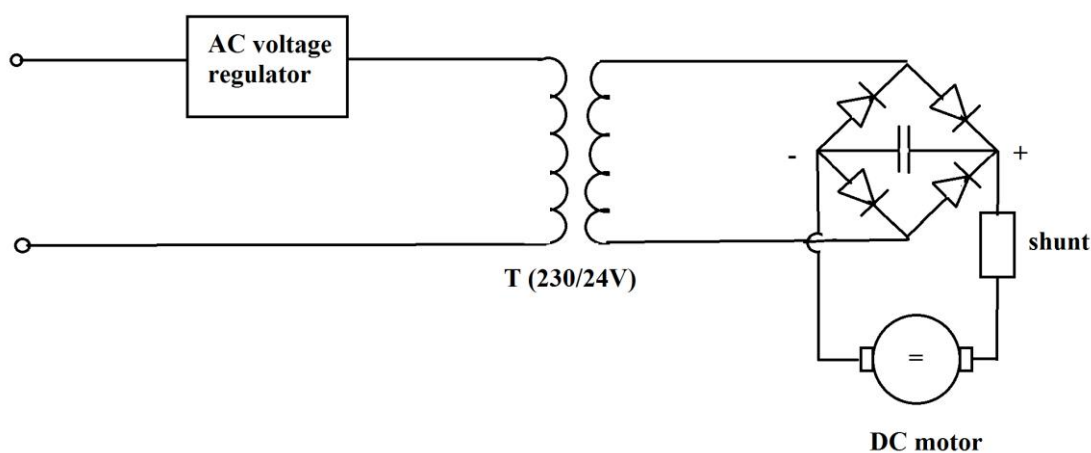 AC voltage
regulator
- +
shunt
T (230/24V)
=
DC motor